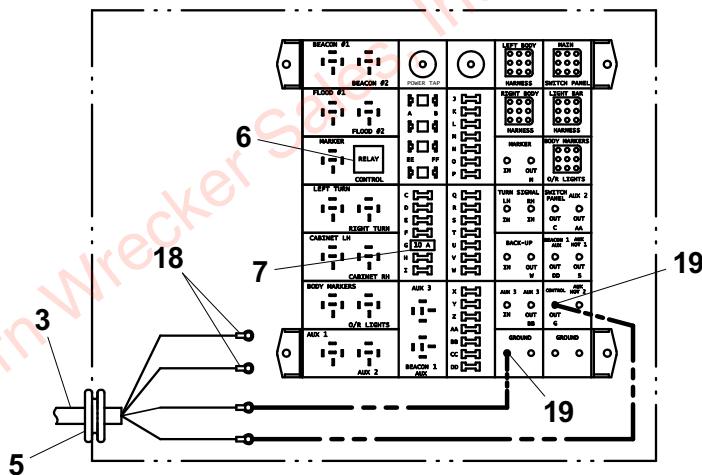 BEACON #1
BEACON #2
POWER TAP
LEFT BODY
HARNESS
MAIN
SWITCH PANEL
FLOOD #1
FLOOD #2
A B
EE FF
J
K
L
M
N
O
P
RIGHT BODY
HARNESS
LIGHT BAR
HARNESS
6
MARKER
RELAY
CONTROL
MARKER
IN OUT
M
BODY MARKERS
O/R LIGHTS
LEFT TURN
RIGHT TURN
C
D
E
F
G 10 A
H
I
Q
R
S
T
U
V
W
TURN SIGNAL
LH RH
IN IN
SWITCH PANEL
AUX 2
OUT OUT
C AA
7
CABINET LH
CABINET RH
BACK-UP
IN OUT
W
BEACON 1 AUX
AUX HOT 1
OUT OUT
DD S
18
19
BODY MARKERS
O/R LIGHTS
AUX 3
X
Y
Z
AA
BB
CC
DD
AUX 3 AUX 3
IN OUT
BB
CONTROL
AUX HOT 2
OUT
G
AUX 1
AUX 2
BEACON 1
AUX
GROUND
GROUND
3
19
5
rn Wrecker Sales, Inc